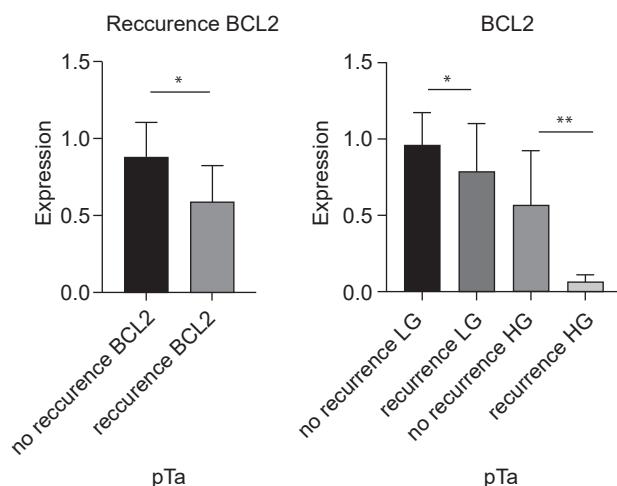 Reccurence BCL2
Expression
1.5
1.0
0.5
0.0
*
no reccurence BCL2
reccurence BCL2
pTa
BCL2
Expression
1.5
1.0
0.5
0.0
*
**
no recurrence LG
recurrence LG
no recurrence HG
recurrence HG
pTa